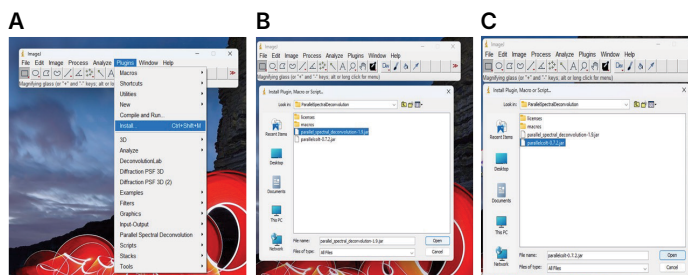 A
ImageJ
File Edit Image Process Analyze Plugins Window Help
Magnifying glass (or "+" and "-" keys; alt or lon
Macros
Shortcuts
Utilities
New
Compile and Run...
Install... Ctrl+Shift+M
3D
Analyze
DeconvolutionLab
Diffraction PSF 3D
Diffraction PSF 3D (2)
Examples
Filters
Graphics
Input-Output
Parallel Spectral Deconvolution
Scripts
Stacks
Tools
B
ImageJ
File Edit Image Process Analyze Plugins Window Help
Magnifying glass (or "+" and "-" keys; alt or long click for menu)
Install Plugin, Macro or Script...
Look in: ParallelSpectralDeconvolution
licenses
macros
parallel_spectral_deconvolution-1.9.jar
parallelcolt-0.7.2.jar
Recent Items
Desktop
Documents
This PC
Network
File name: parallel_spectral_deconvolution-1.9.jar Open
Files of type: All Files Cancel
C
ImageJ
File Edit Image Process Analyze Plugins Window Help
Magnifying glass (or "+" and "-" keys; alt or long click for menu)
Install Plugin, Macro or Script...
Look in: ParallelSpectralDeconvolution
licenses
macros
parallel_spectral_deconvolution-1.9.jar
parallelcolt-0.7.2.jar
Recent Items
Desktop
Documents
This PC
Network
File name: parallelcolt-0.7.2.jar Open
Files of type: All Files Cancel